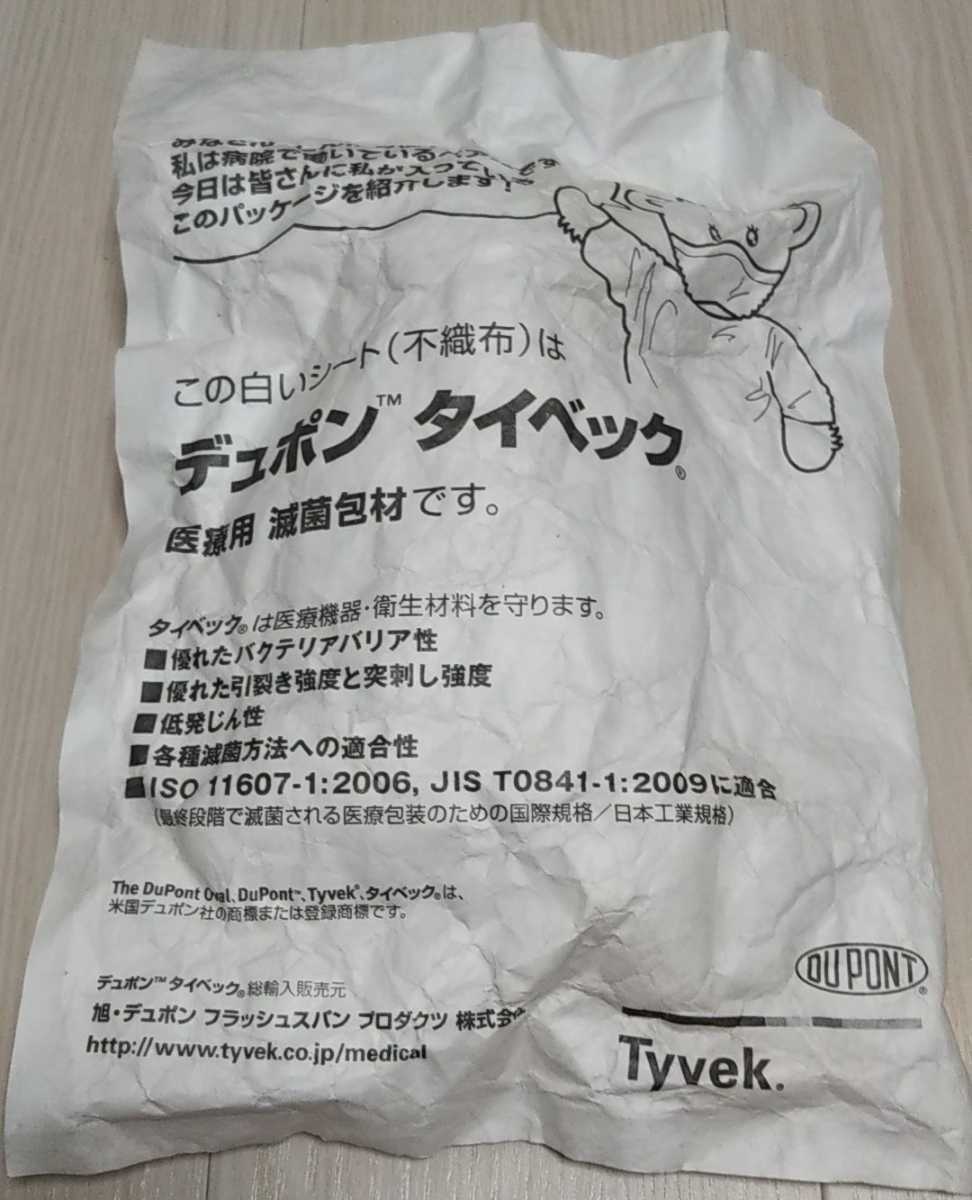 私は病院で働いている
今日は皆さんに私が入って
このパッケージを紹介します!
この白いシート(不織布)は
デュポン™ タイベック®
医療用 滅菌包材です。
タイベック®は医療機器・衛生材料を守ります。
■優れたバクテリアバリア性
■優れた引裂き強度と突刺し強度
■低発じん性
■各種滅菌方法への適合性
■ISO 11607-1:2006, JIS T0841-1:2009に適合
(最終段階で滅菌される医療包装のための国際規格/日本工業規格)
The DuPont Oval、DuPont™、Tyvek®、タイベック®は、
米国デュポン社の商標または登録商標です。
デュポン™ タイベック®総輸入販売元
旭・デュポン フラッシュスパン プロダクツ 株式会
http://www.tyvek.co.jp/medical
DUPONT®
Tyvek®